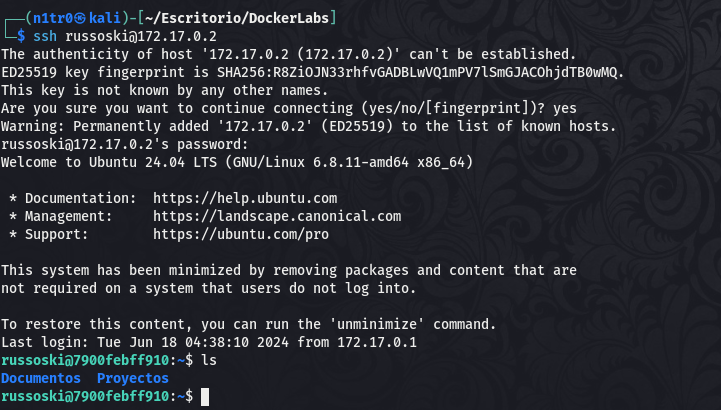 ┌──(n1tr0㉿kali)-[~/Escritorio/DockerLabs]
└─$ ssh russoski@172.17.0.2
The authenticity of host '172.17.0.2 (172.17.0.2)' can't be established.
ED25519 key fingerprint is SHA256:R8ZiOJN33rhfvGADBLwVQ1mPV7lSmGJACOhjdTB0wMQ.
This key is not known by any other names.
Are you sure you want to continue connecting (yes/no/[fingerprint])? yes
Warning: Permanently added '172.17.0.2' (ED25519) to the list of known hosts.
russoski@172.17.0.2's password:
Welcome to Ubuntu 24.04 LTS (GNU/Linux 6.8.11-amd64 x86_64)
* Documentation:  https://help.ubuntu.com
* Management:     https://landscape.canonical.com
* Support:        https://ubuntu.com/pro
This system has been minimized by removing packages and content that are
not required on a system that users do not log into.
To restore this content, you can run the 'unminimize' command.
Last login: Tue Jun 18 04:38:10 2024 from 172.17.0.1
russoski@7900febff910:~$ ls
Documentos  Proyectos
russoski@7900febff910:~$